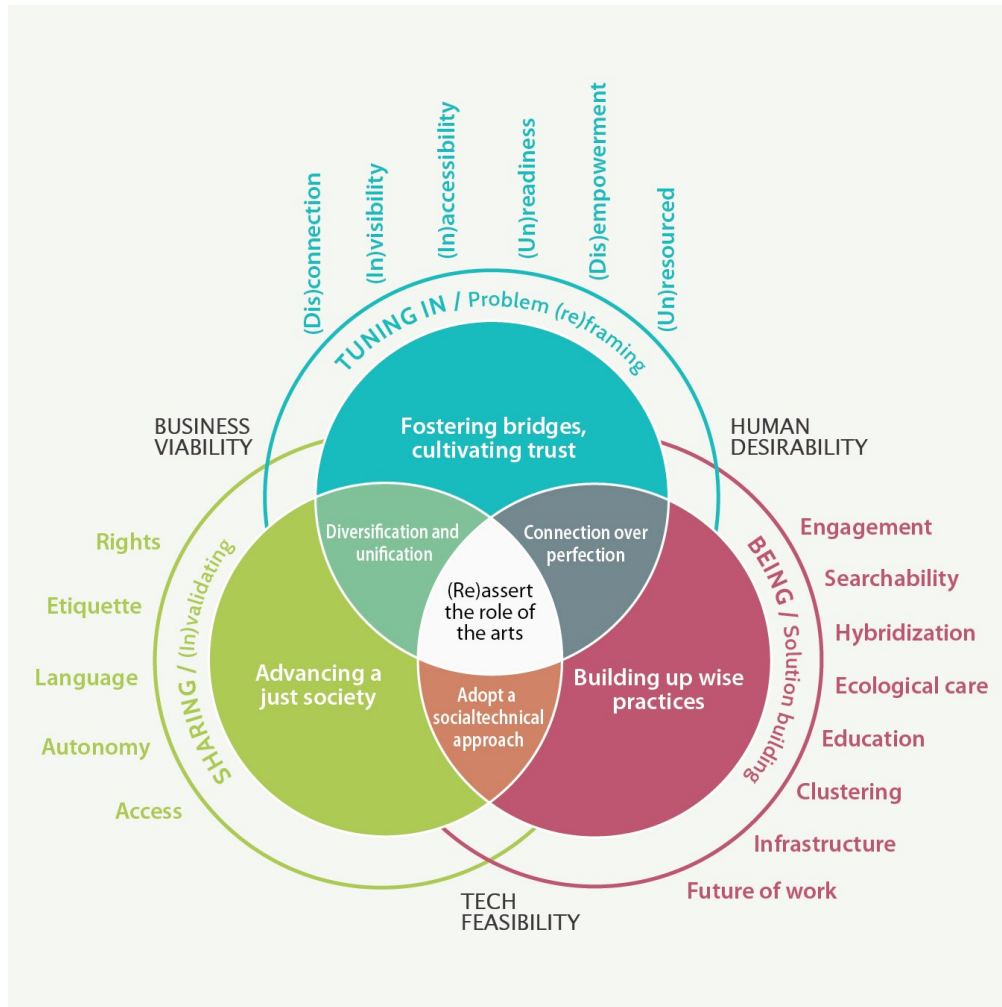 (Dis)connection
(In)visibility
(In)accessibility
(Un)readiness
(Dis)empowerment
(Un)resourced
TUNING IN / Problem (re)framing
BUSINESS
VIABILITY
HUMAN
DESIRABILITY
Fostering bridges,
cultivating trust
Diversification and
unification
Connection over
perfection
(Re)assert
the role of
the arts
Advancing a
just society
Building up wise
practices
Adopt a
socialtechnical
approach
SHARING / (In)validating
Rights
Etiquette
Language
Autonomy
Access
BEING / Solution building
Engagement
Searchability
Hybridization
Ecological care
Education
Clustering
Infrastructure
Future of work
TECH
FEASIBILITY